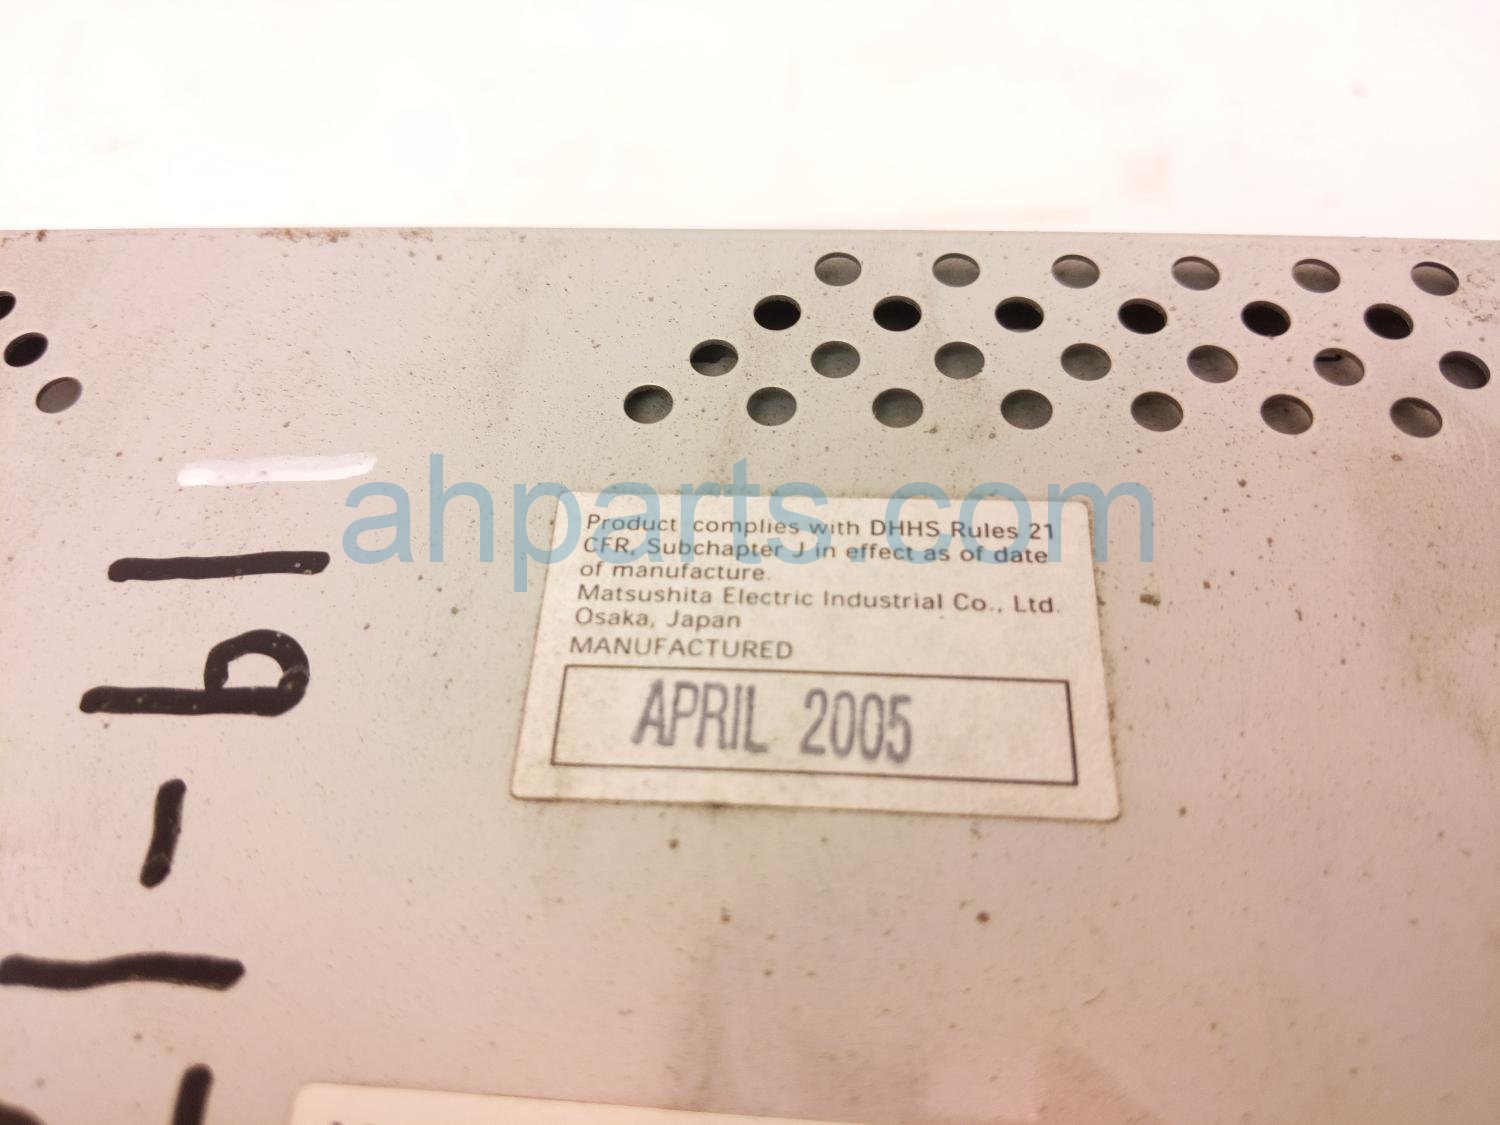 ahparts.com
Product complies with DHHS Rules 21
CFR, Subchapter J in effect as of date
of manufacture.
Matsushita Electric Industrial Co., Ltd.
Osaka, Japan
MANUFACTURED
APRIL 2005